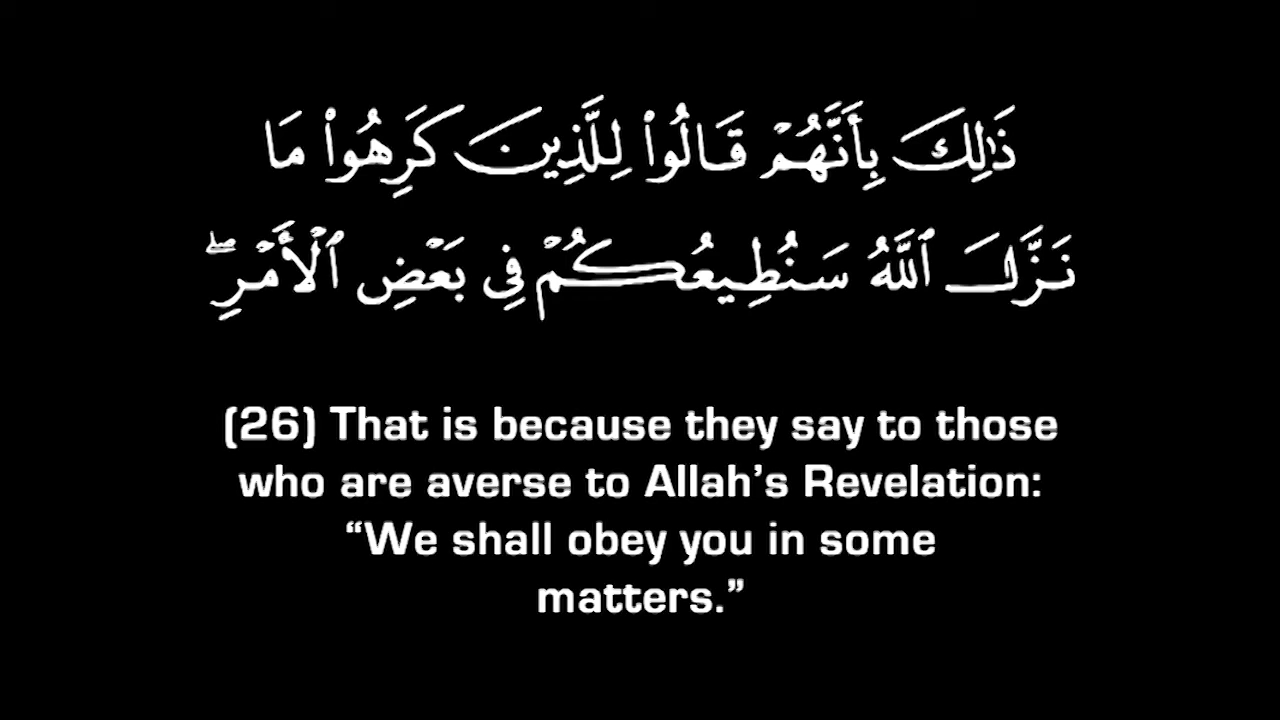 ذَٰلِكَ بِأَنَّهُمْ قَالُوا۟ لِلَّذِينَ كَرِهُوا۟ مَا
نَزَّلَ ٱللَّهُ سَنُطِيعُكُمْ فِى بَعْضِ ٱلْأَمْرِ ۖ
(26) That is because they say to those
who are averse to Allah’s Revelation:
“We shall obey you in some
matters.”